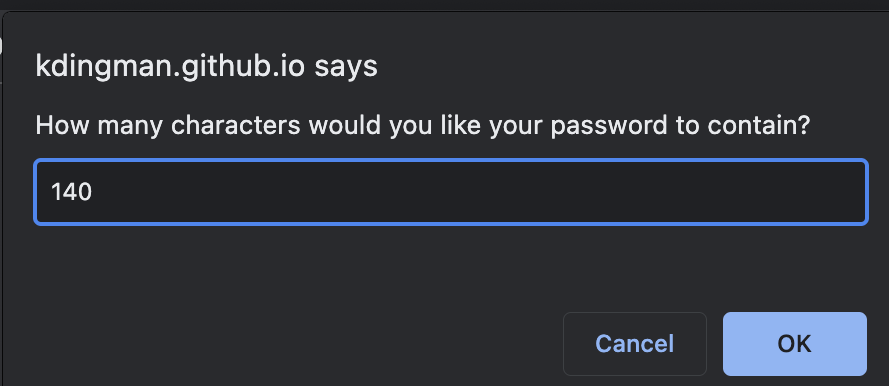 kdingman.github.io says
How many characters would you like your password to contain?
140
Cancel
OK